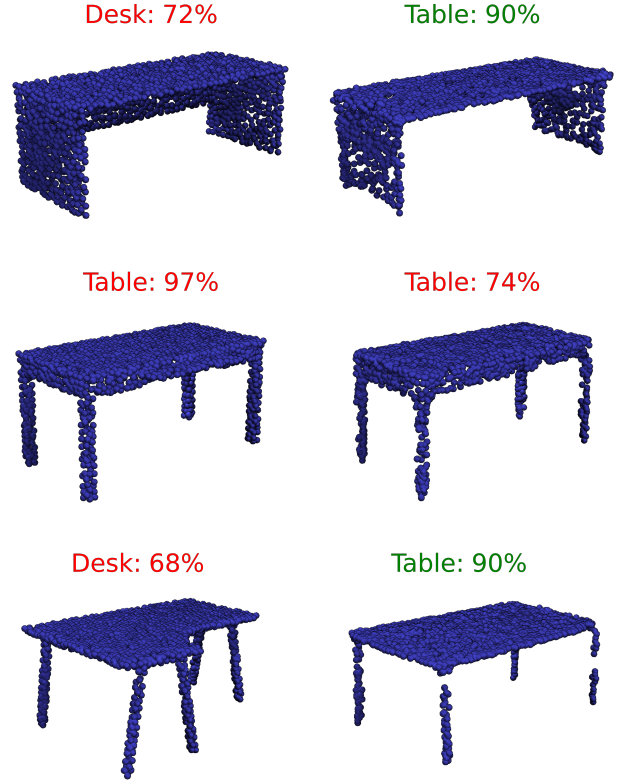 Desk: 72%
Table: 90%
Table: 97%
Table: 74%
Desk: 68%
Table: 90%